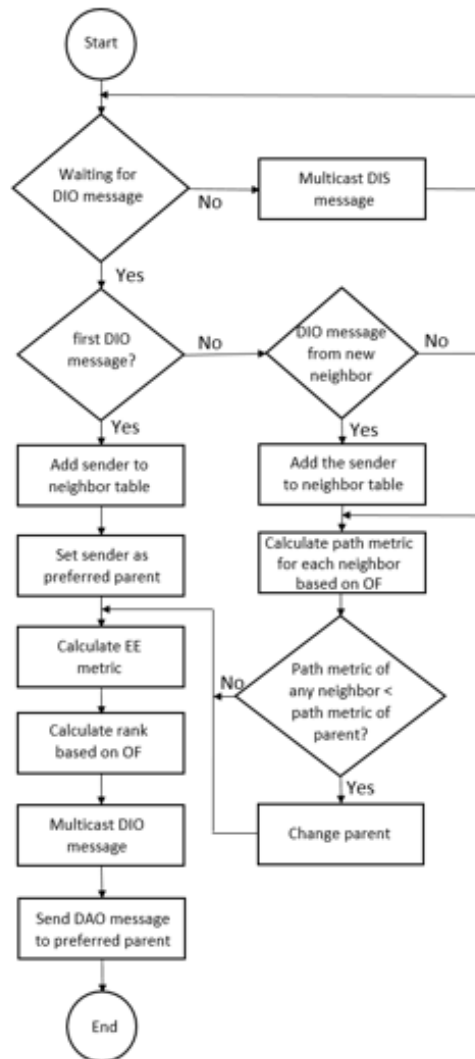 Start
Waiting for
DIO message
No
Multicast DIS
message
Yes
first DIO
message?
No
DIO message
from new
neighbor
No
Yes
Yes
Add sender to
neighbor table
Add the sender
to neighbor table
Set sender as
preferred parent
Calculate path metric
for each neighbor
based on OF
Calculate EE
metric
No
Path metric of
any neighbor <
path metric of
parent?
Calculate rank
based on OF
Yes
Multicast DIO
message
Change parent
Send DAO message
to preferred parent
End